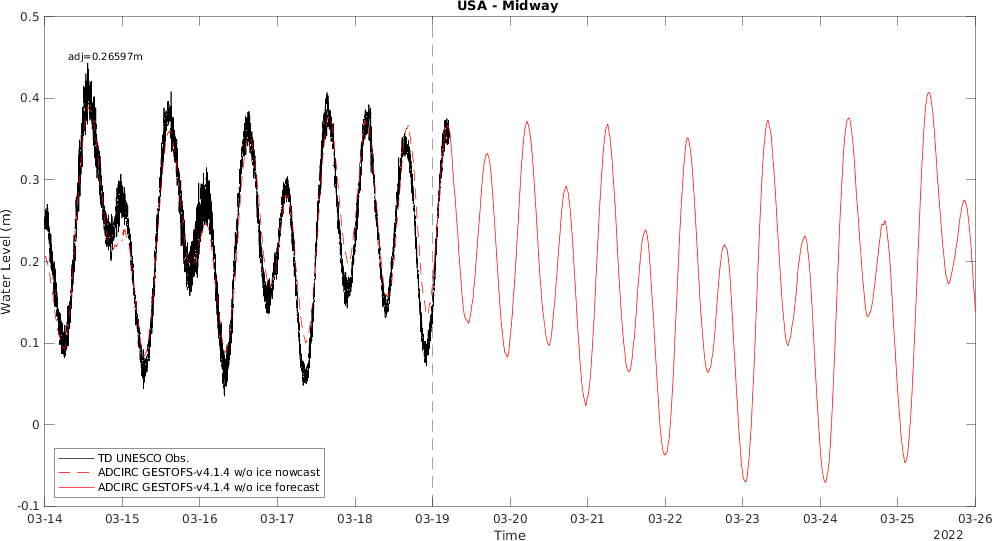 USA - Midway
adj=0.26597m
0.5
0.4
0.3
0.2
0.1
0
-0.1
Water Level (m)
TD UNESCO Obs.
ADCIRC GESTOFS-v4.1.4 w/o ice nowcast
ADCIRC GESTOFS-v4.1.4 w/o ice forecast
03-14 03-15 03-16 03-17 03-18 03-19 03-20 03-21 03-22 03-23 03-24 03-25 03-26
Time
2022